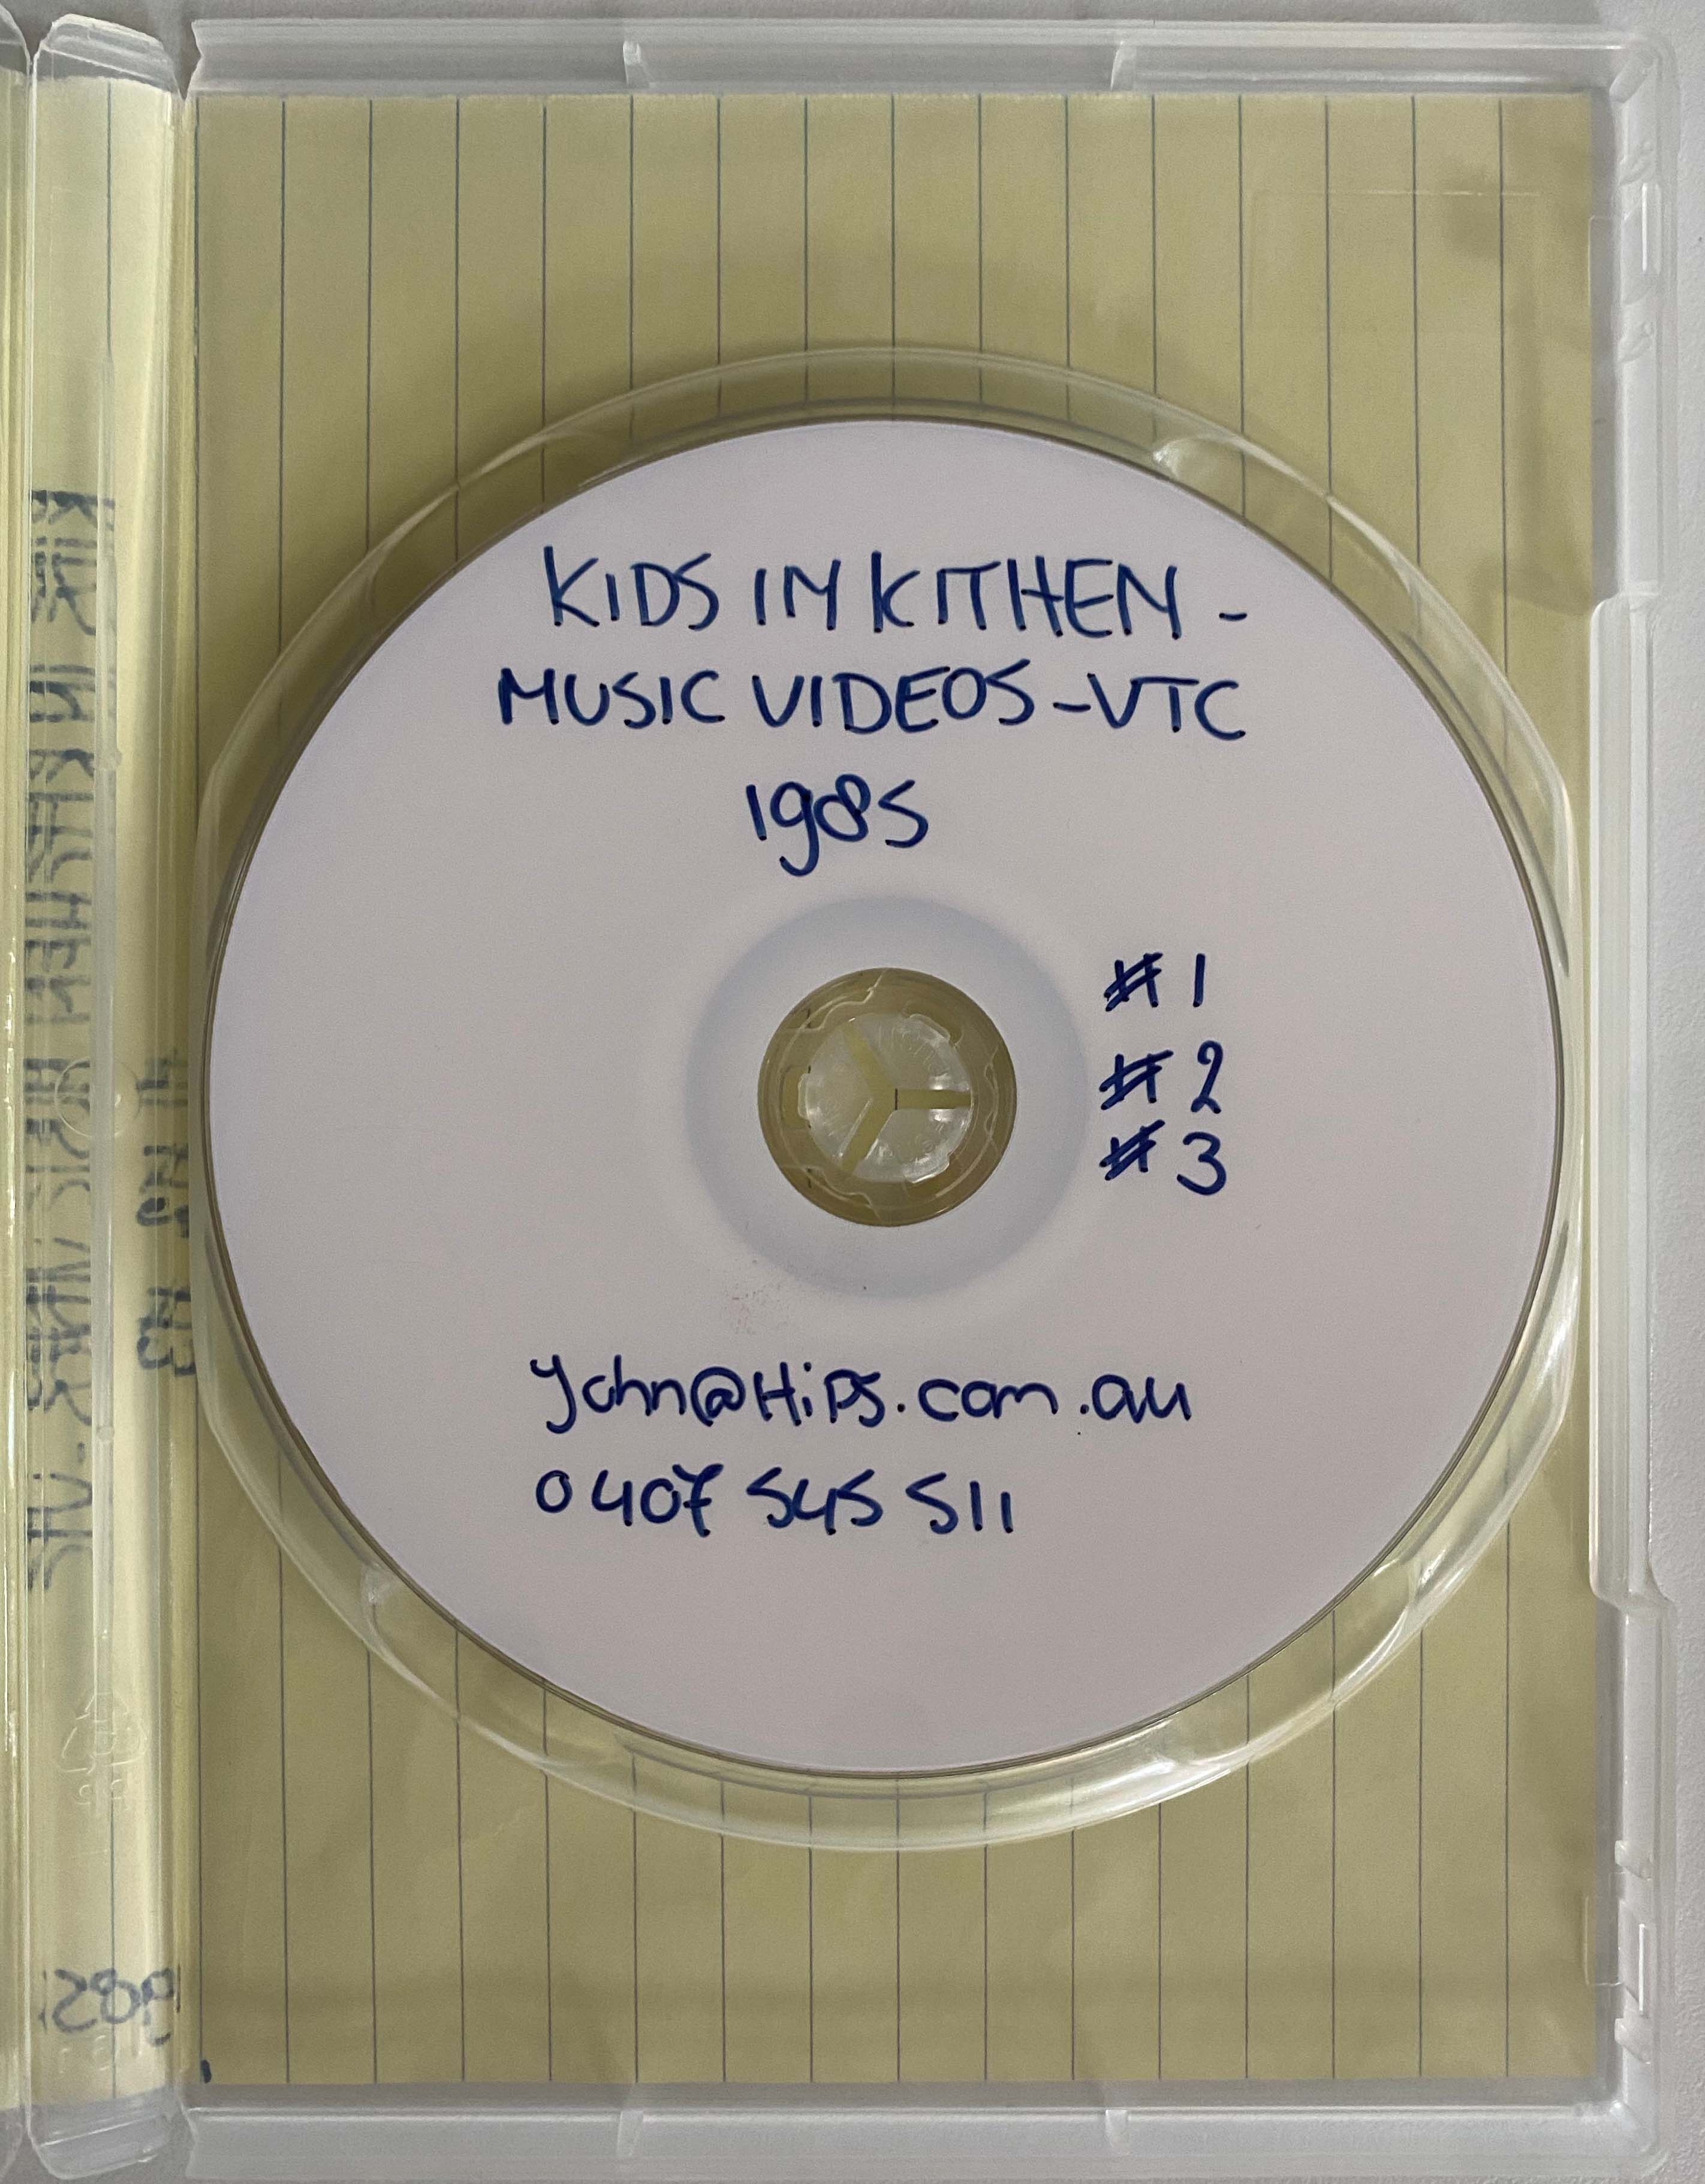 KIDS IN KITHEN -
MUSIC VIDEOS - VTC
1985
#1
#2
#3
John@HiPS.com.au
0407 545 511